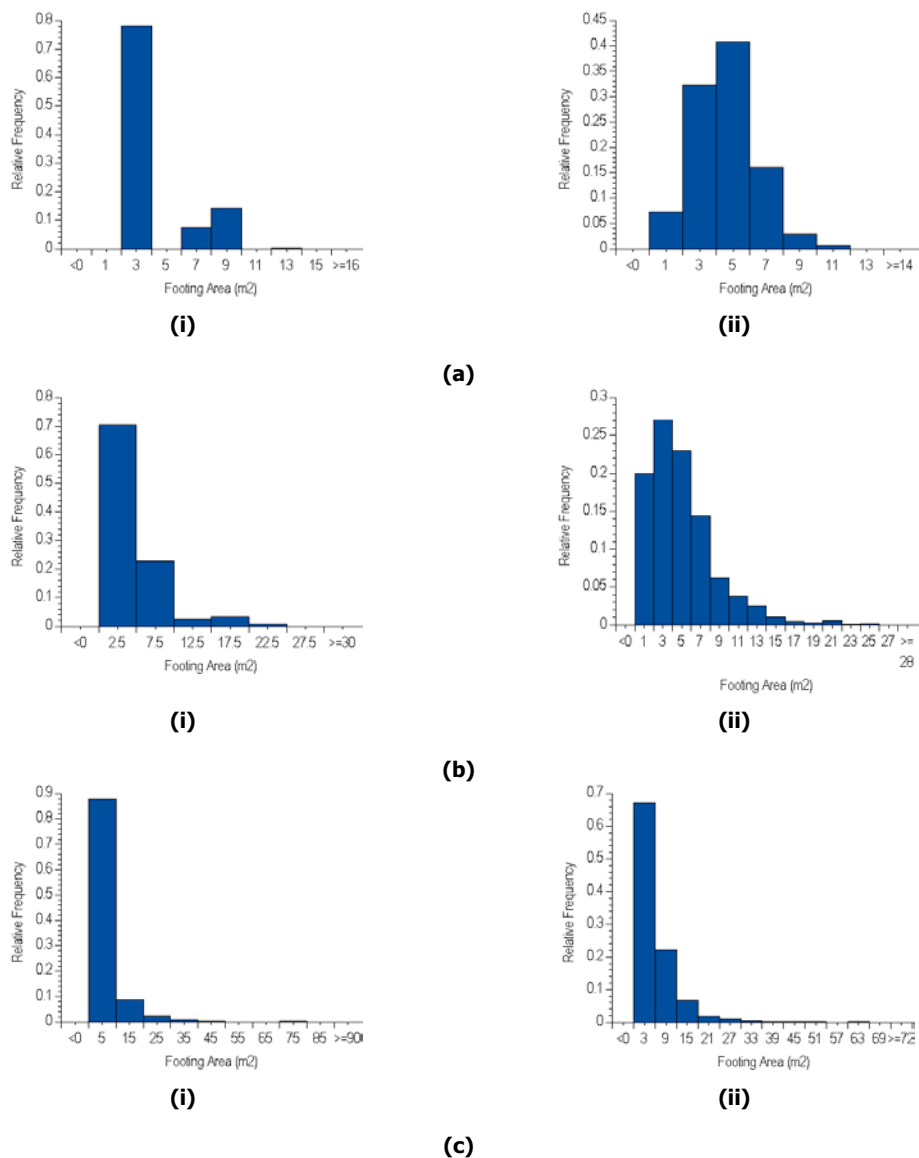 0.8
0.7
0.6
0.5
0.4
0.3
0.2
0.1
0
Relative Frequency
<0 1 3 5 7 9 11 13 15 >=16
Footing Area (m2)
(i)
0.45
0.4
0.35
0.3
0.25
0.2
0.15
0.1
0.05
0
Relative Frequency
<0 1 3 5 7 9 11 13 >=14
Footing Area (m2)
(ii)
(a)
0.8
0.7
0.6
0.5
0.4
0.3
0.2
0.1
0
Relative Frequency
<0 2.5 7.5 12.5 17.5 22.5 27.5 >=30
Footing Area (m2)
(i)
0.3
0.25
0.2
0.15
0.1
0.05
0
Relative Frequency
<0 1 3 5 7 9 11 13 15 17 19 21 23 25 27 >=
28
Footing Area (m2)
(ii)
(b)
0.9
0.8
0.7
0.6
0.5
0.4
0.3
0.2
0.1
0
Relative Frequency
<0 5 15 25 35 45 55 65 75 85 >=90
Footing Area (m2)
(i)
0.7
0.6
0.5
0.4
0.3
0.2
0.1
0
Relative Frequency
<0 3 9 15 21 27 33 39 45 51 57 63 69 >=72
Footing Area (m2)
(ii)
(c)